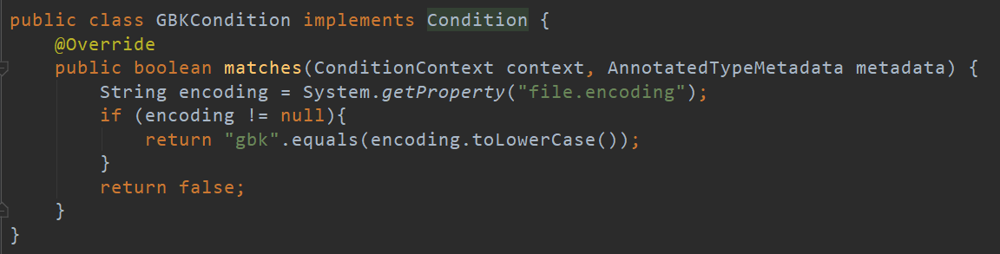 public class GBKCondition implements Condition {
    @Override
    public boolean matches(ConditionContext context, AnnotatedTypeMetadata metadata) {
        String encoding = System.getProperty("file.encoding");
        if (encoding != null){
            return "gbk".equals(encoding.toLowerCase());
        }
        return false;
    }
}